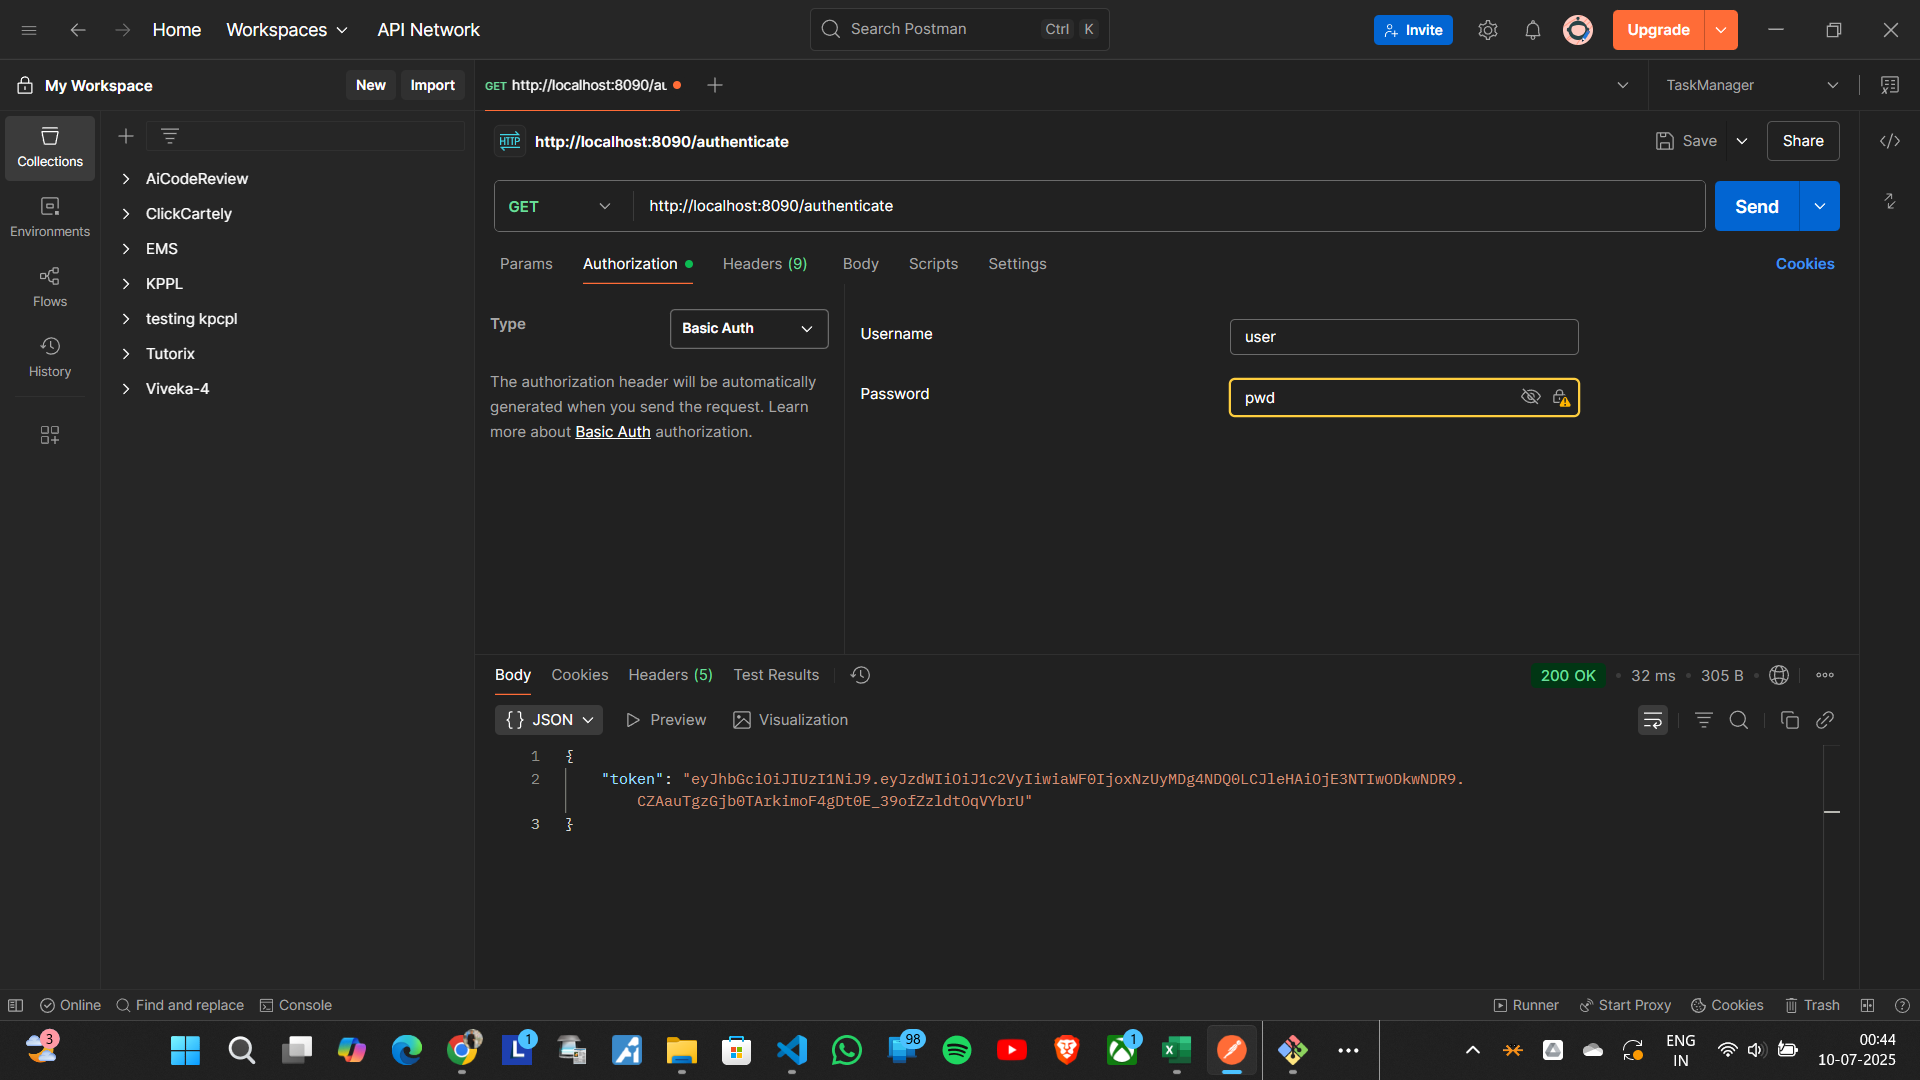 Home
Workspaces
API Network
Search Postman
Ctrl K
Invite
Upgrade
My Workspace
New
Import
GET http://localhost:8090/au
TaskManager
Collections
Environments
Flows
History
AiCodeReview
ClickCartely
EMS
KPPL
testing kpcpl
Tutorix
Viveka-4
HTTP http://localhost:8090/authenticate
Save
Share
GET
http://localhost:8090/authenticate
Send
Params
Authorization
Headers (9)
Body
Scripts
Settings
Cookies
Type
Basic Auth
The authorization header will be automatically
generated when you send the request. Learn
more about Basic Auth authorization.
Username
user
Password
pwd
Body
Cookies
Headers (5)
Test Results
200 OK
32 ms
305 B
{} JSON
Preview
Visualization
1 {
2 "token": "eyJhbGciOiJIUzI1NiJ9.eyJzdWIiOiJ1c2VyIiwiaWF0IjoxNzUyMDg4NDQ0LCJleHAiOjE3NTIwODkwNDR9.
CZAauTgzGjb0TArkimoF4gDt0E_39ofZzldtOqVYbrU"
3 }
Online
Find and replace
Console
Runner
Start Proxy
Cookies
Trash
3
L
1
98
1
ENG
IN
00:44
10-07-2025